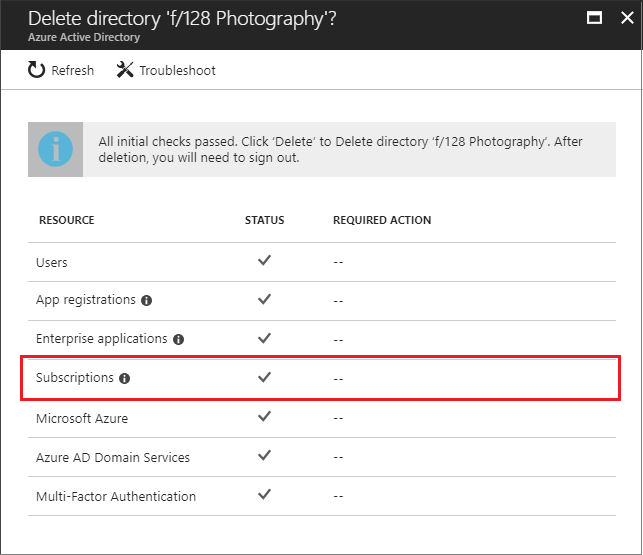 Delete directory 'f/128 Photography'?
Azure Active Directory
Refresh Troubleshoot
All initial checks passed. Click 'Delete' to Delete directory 'f/128 Photography'. After
deletion, you will need to sign out.
RESOURCE STATUS REQUIRED ACTION
Users --
App registrations --
Enterprise applications --
Subscriptions --
Microsoft Azure --
Azure AD Domain Services --
Multi-Factor Authentication --